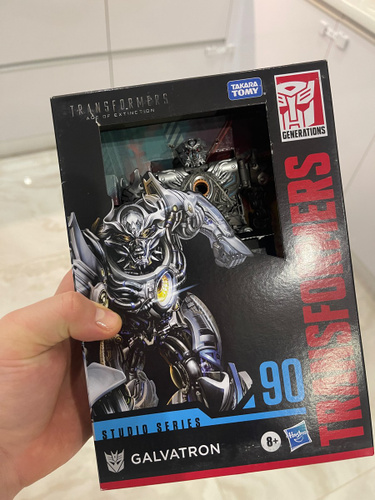 TRANSFORMERS
AGE OF EXTINCTION
TAKARA
TOMY
GENERATIONS
TRANSFORMERS
90
STUDIO SERIES
GALVATRON
8+
Hasbro